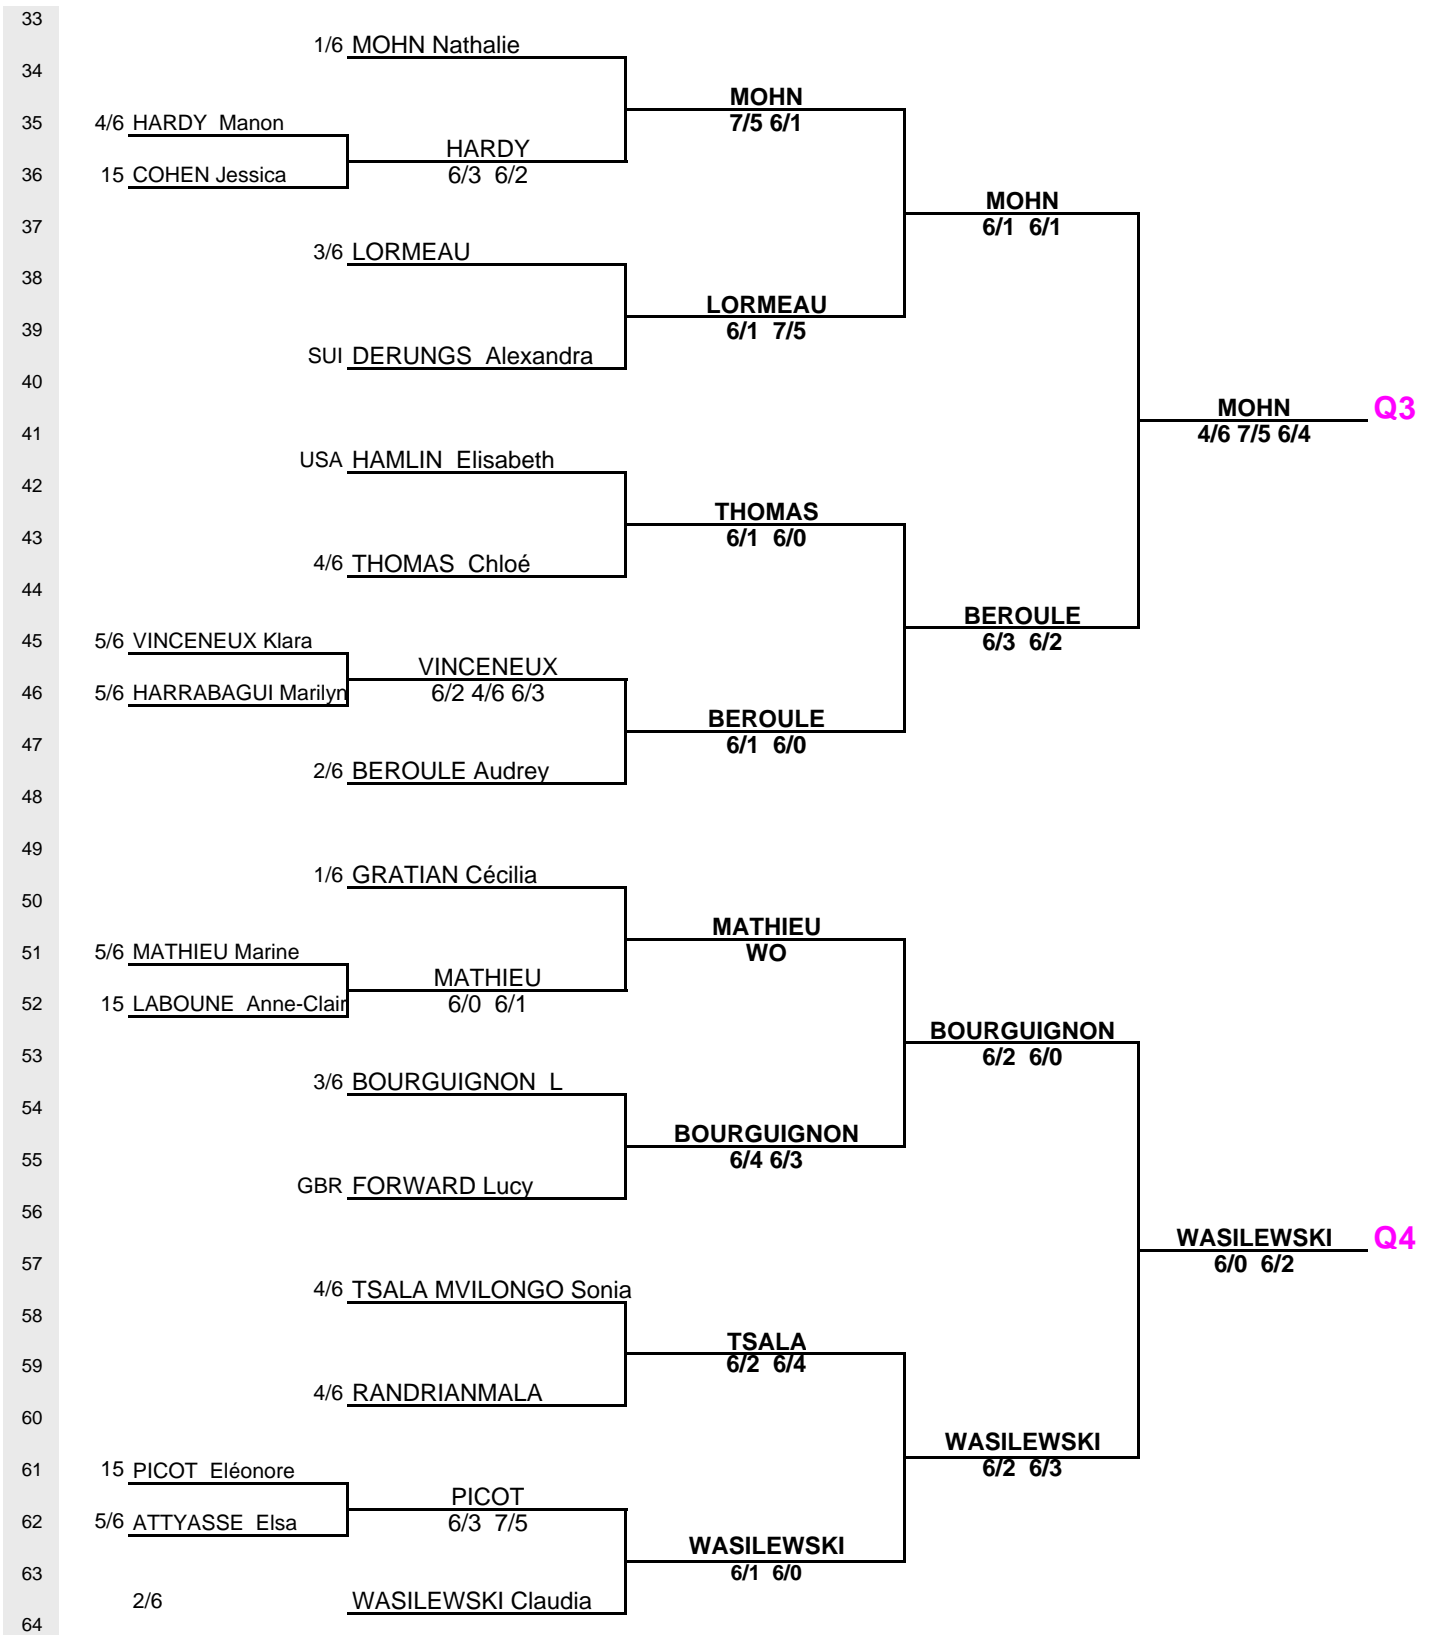 33
1/6 MOHN Nathalie
34
MOHN
35 4/6 HARDY Manon 7/5 6/1
HARDY
36 15 COHEN Jessica 6/3 6/2
MOHN
37 6/1 6/1
3/6 LORMEAU
38
LORMEAU
39 6/1 7/5
SUI DERUNGS Alexandra
40
MOHN Q3
41 4/6 7/5 6/4
USA HAMLIN Elisabeth
42
THOMAS
43 6/1 6/0
4/6 THOMAS Chloé
44
BEROULE
45 5/6 VINCENEUX Klara 6/3 6/2
VINCENEUX
46 5/6 HARRABAGUI Marilyn 6/2 4/6 6/3
BEROULE
47 6/1 6/0
2/6 BEROULE Audrey
48
49
1/6 GRATIAN Cécilia
50
MATHIEU
51 5/6 MATHIEU Marine WO
MATHIEU
52 15 LABOUNE Anne-Clair 6/0 6/1
BOURGUIGNON
53 6/2 6/0
3/6 BOURGUIGNON L
54
BOURGUIGNON
55 6/4 6/3
GBR FORWARD Lucy
56
WASILEWSKI Q4
57 6/0 6/2
4/6 TSALA MVILONGO Sonia
58
TSALA
59 6/2 6/4
4/6 RANDRIANMALA
60
WASILEWSKI
61 15 PICOT Eléonore 6/2 6/3
PICOT
62 5/6 ATTYASSE Elsa 6/3 7/5
WASILEWSKI
63 6/1 6/0
2/6 WASILEWSKI Claudia
64